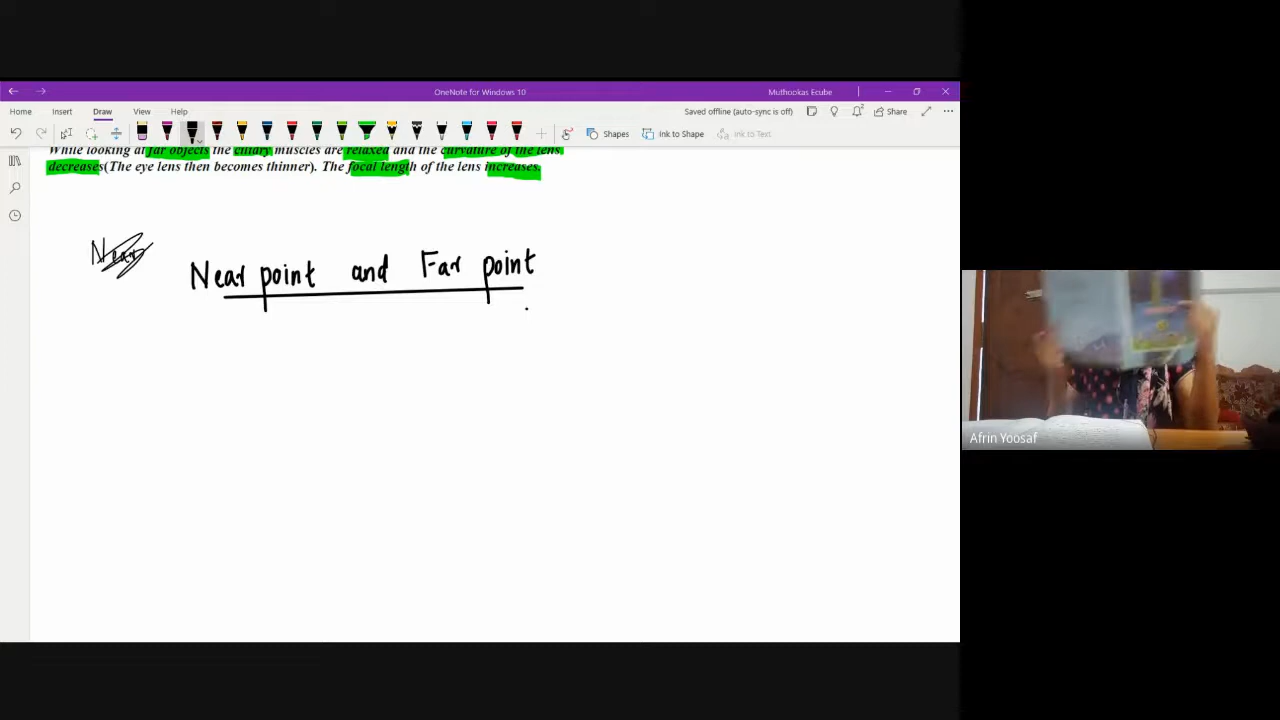 OneNote for Windows 10
Muthookas Ecube
Home Insert Draw View Help
Saved offline (auto-sync is off)
Share
Shapes
Ink to Shape
Ink to Text
While looking at far objects the ciliary muscles are relaxed and the curvature of the lens
decreases(The eye lens then becomes thinner). The focal length of the lens increases.
Near
Near point and Far point
Afrin Yoosaf